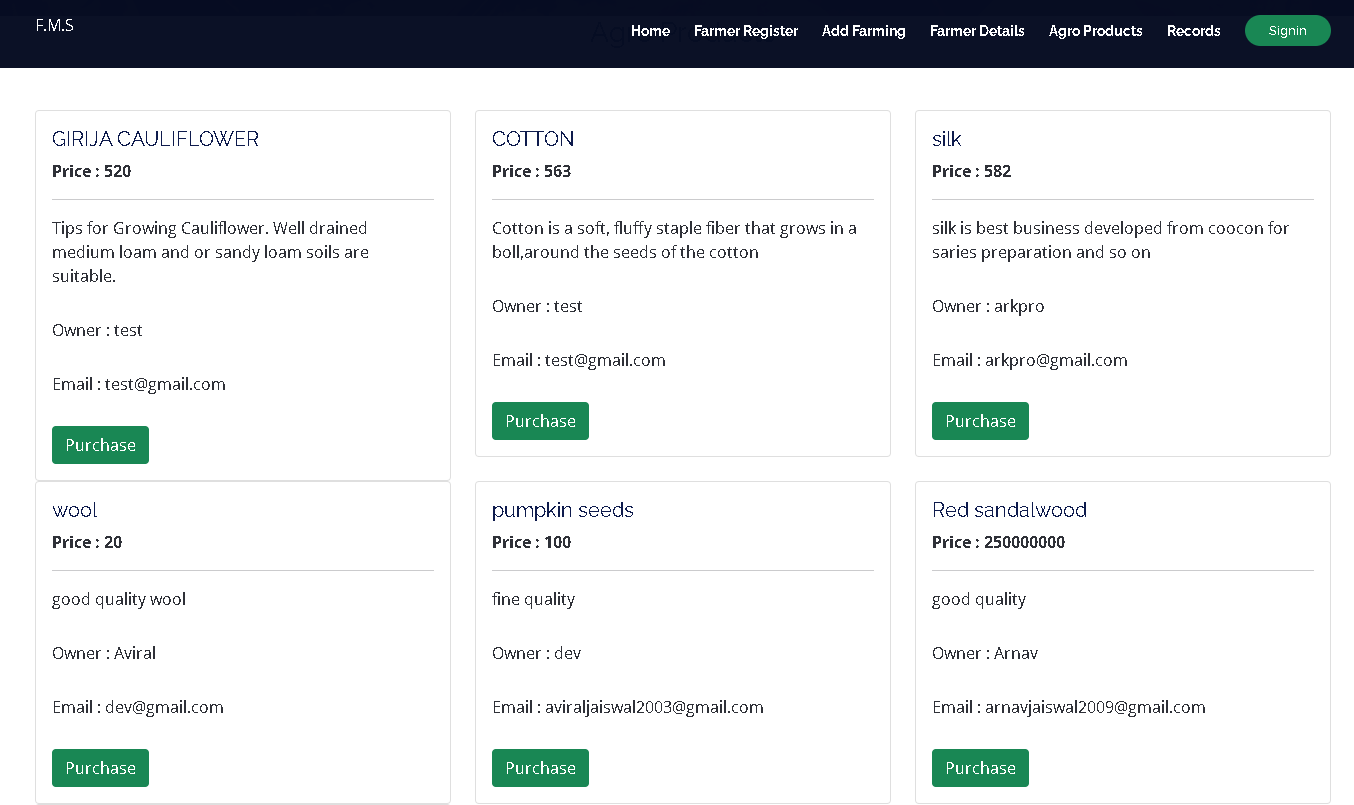 F.M.S
Home Farmer Register Add Farming Farmer Details Agro Products Records Signin
GIRIJA CAULIFLOWER
Price : 520
Tips for Growing Cauliflower. Well drained
medium loam and or sandy loam soils are
suitable.
Owner : test
Email : test@gmail.com
Purchase
COTTON
Price : 563
Cotton is a soft, fluffy staple fiber that grows in a
boll,around the seeds of the cotton
Owner : test
Email : test@gmail.com
Purchase
silk
Price : 582
silk is best business developed from coocon for
saries preparation and so on
Owner : arkpro
Email : arkpro@gmail.com
Purchase
wool
Price : 20
good quality wool
Owner : Aviral
Email : dev@gmail.com
Purchase
pumpkin seeds
Price : 100
fine quality
Owner : dev
Email : aviraljaiswal2003@gmail.com
Purchase
Red sandalwood
Price : 250000000
good quality
Owner : Arnav
Email : arnavjaiswal2009@gmail.com
Purchase